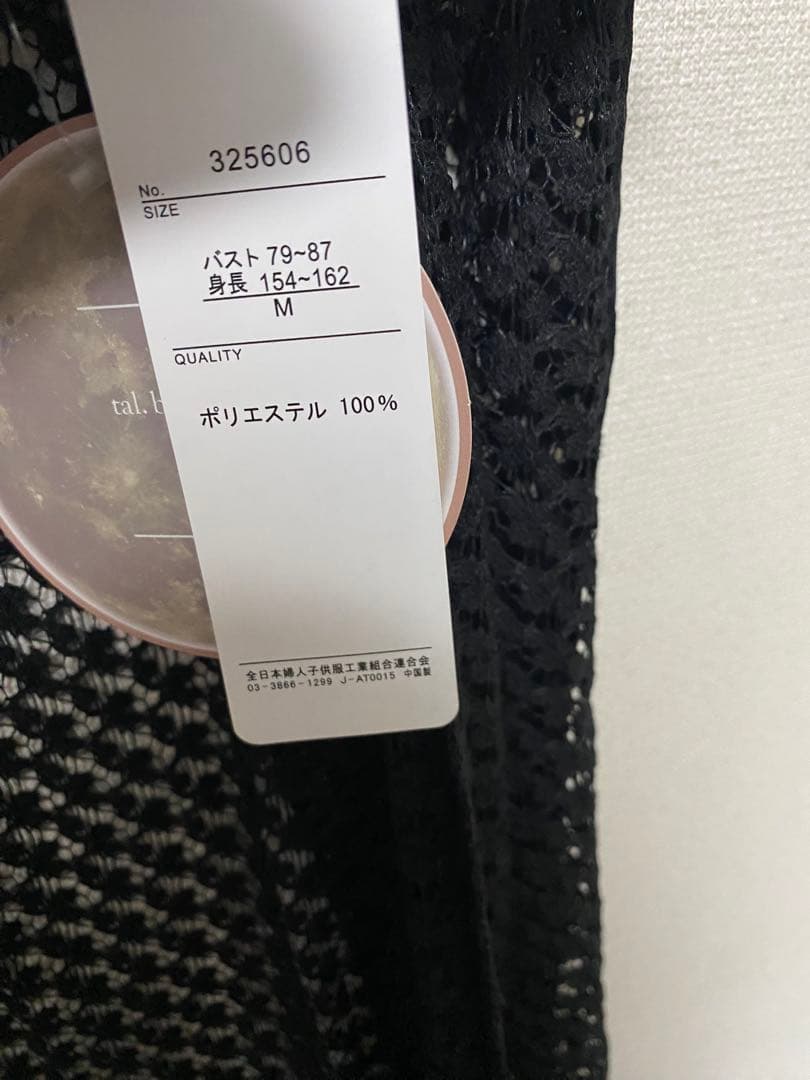 No. 325606
SIZE
バスト 79~87
身長 154~162
M
QUALITY
tal. b
ポリエステル 100%
全日本婦人子供服工業組合連合会
03-3866-1299 J-AT0015 中国製